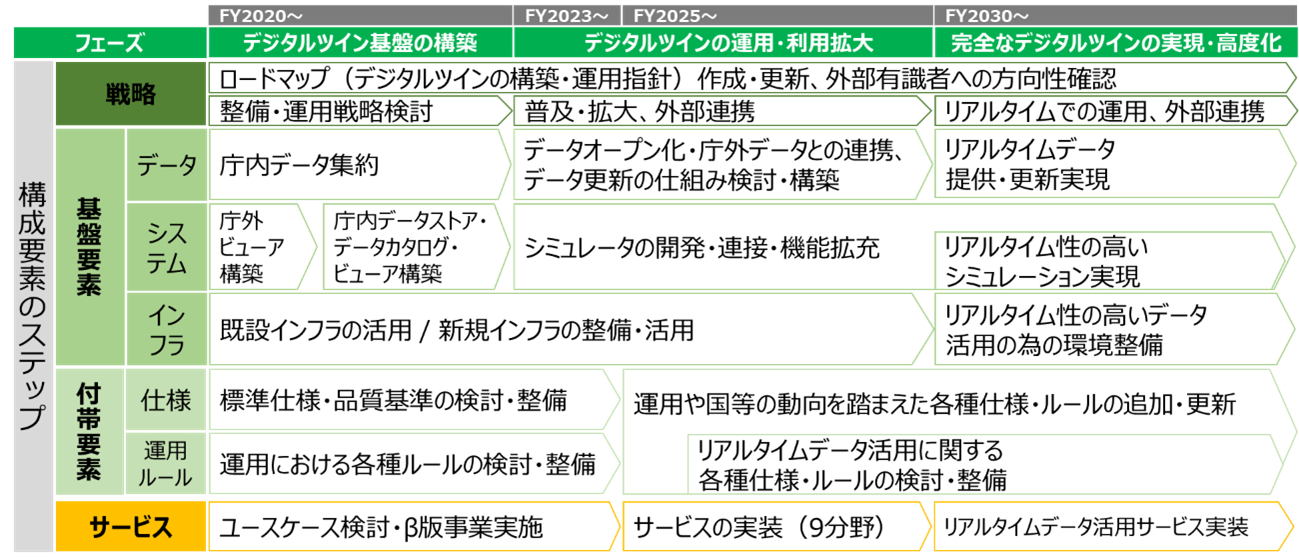 FY2020～
FY2023～
FY2025～
FY2030～
フェーズ
デジタルツイン基盤の構築
デジタルツインの運用・利用拡大
完全なデジタルツインの実現・高度化
構成要素のステップ
戦略
ロードマップ（デジタルツインの構築・運用指針）作成・更新、外部有識者への方向性確認
整備・運用戦略検討
普及・拡大、外部連携
リアルタイムでの運用、外部連携
基盤要素
データ
庁内データ集約
データオープン化・庁外データとの連携、
データ更新の仕組み検討・構築
リアルタイムデータ
提供・更新実現
シス
テム
庁外
ビューア
構築
庁内データストア・
データカタログ・
ビューア構築
シミュレータの開発・連接・機能拡充
リアルタイム性の高い
シミュレーション実現
イン
フラ
既設インフラの活用 / 新規インフラの整備・活用
リアルタイム性の高いデータ
活用の為の環境整備
付帯要素
仕様
標準仕様・品質基準の検討・整備
運用や国等の動向を踏まえた各種仕様・ルールの追加・更新
運用
ルール
運用における各種ルールの検討・整備
リアルタイムデータ活用に関する
各種仕様・ルールの検討・整備
サービス
ユースケース検討・β版事業実施
サービスの実装（9分野）
リアルタイムデータ活用サービス実装